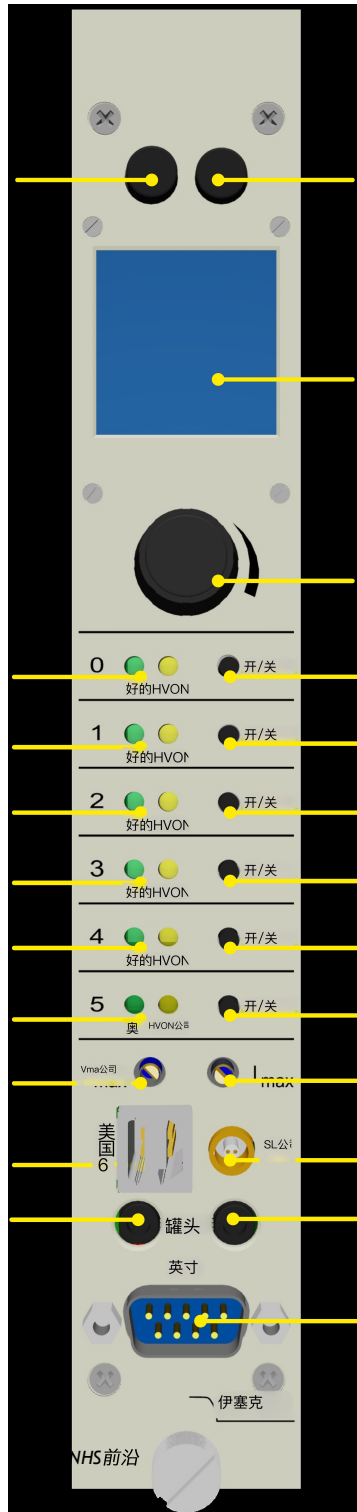 0
好的HVON
开/关
1
好的HVON
开/关
2
好的HVON
开/关
3
好的HVON
开/关
4
好的HVON
开/关
5
奥 HVON公司
开/关
Vma公司
Imax
美国
6
SL公司
罐头
英寸
伊塞克
NHS前沿